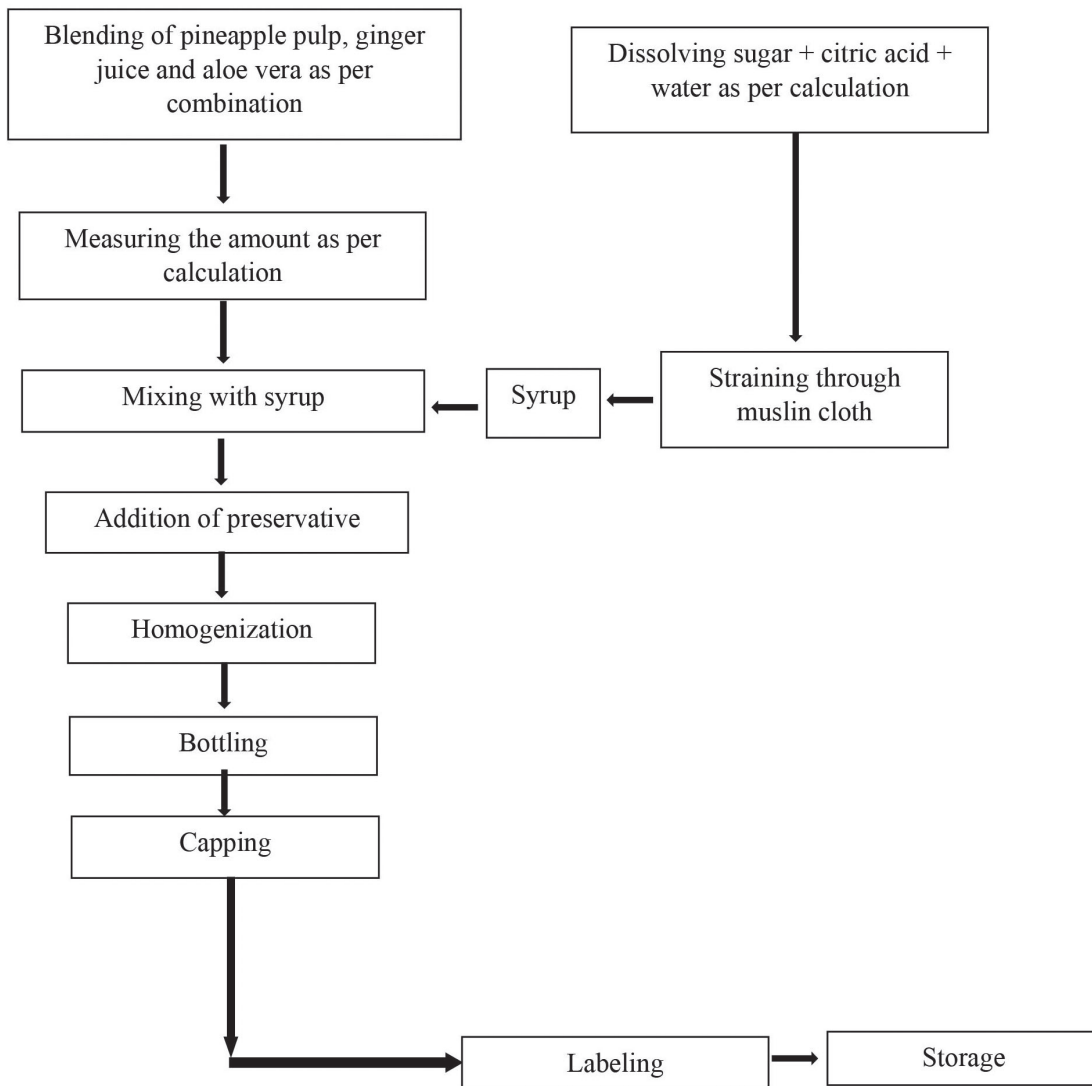 Blending of pineapple pulp, ginger
juice and aloe vera as per
combination
Dissolving sugar + citric acid +
water as per calculation
Measuring the amount as per
calculation
Mixing with syrup
Syrup
Straining through
muslin cloth
Addition of preservative
Homogenization
Bottling
Capping
Labeling
Storage